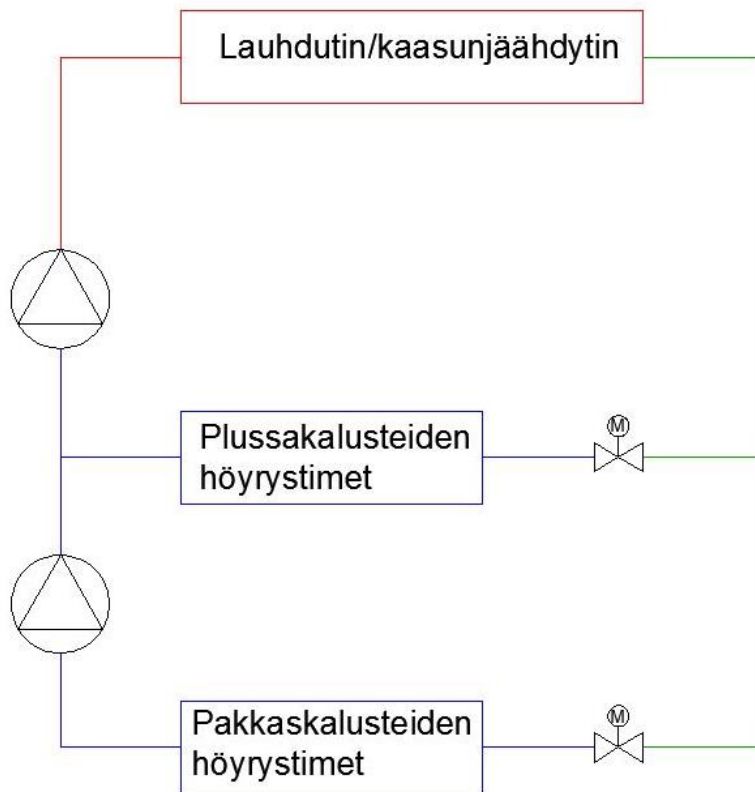 Lauhdutin/kaasunjäähdytin
Plussakalusteiden
höyrystimet
M
Pakkaskalusteiden
höyrystimet
M